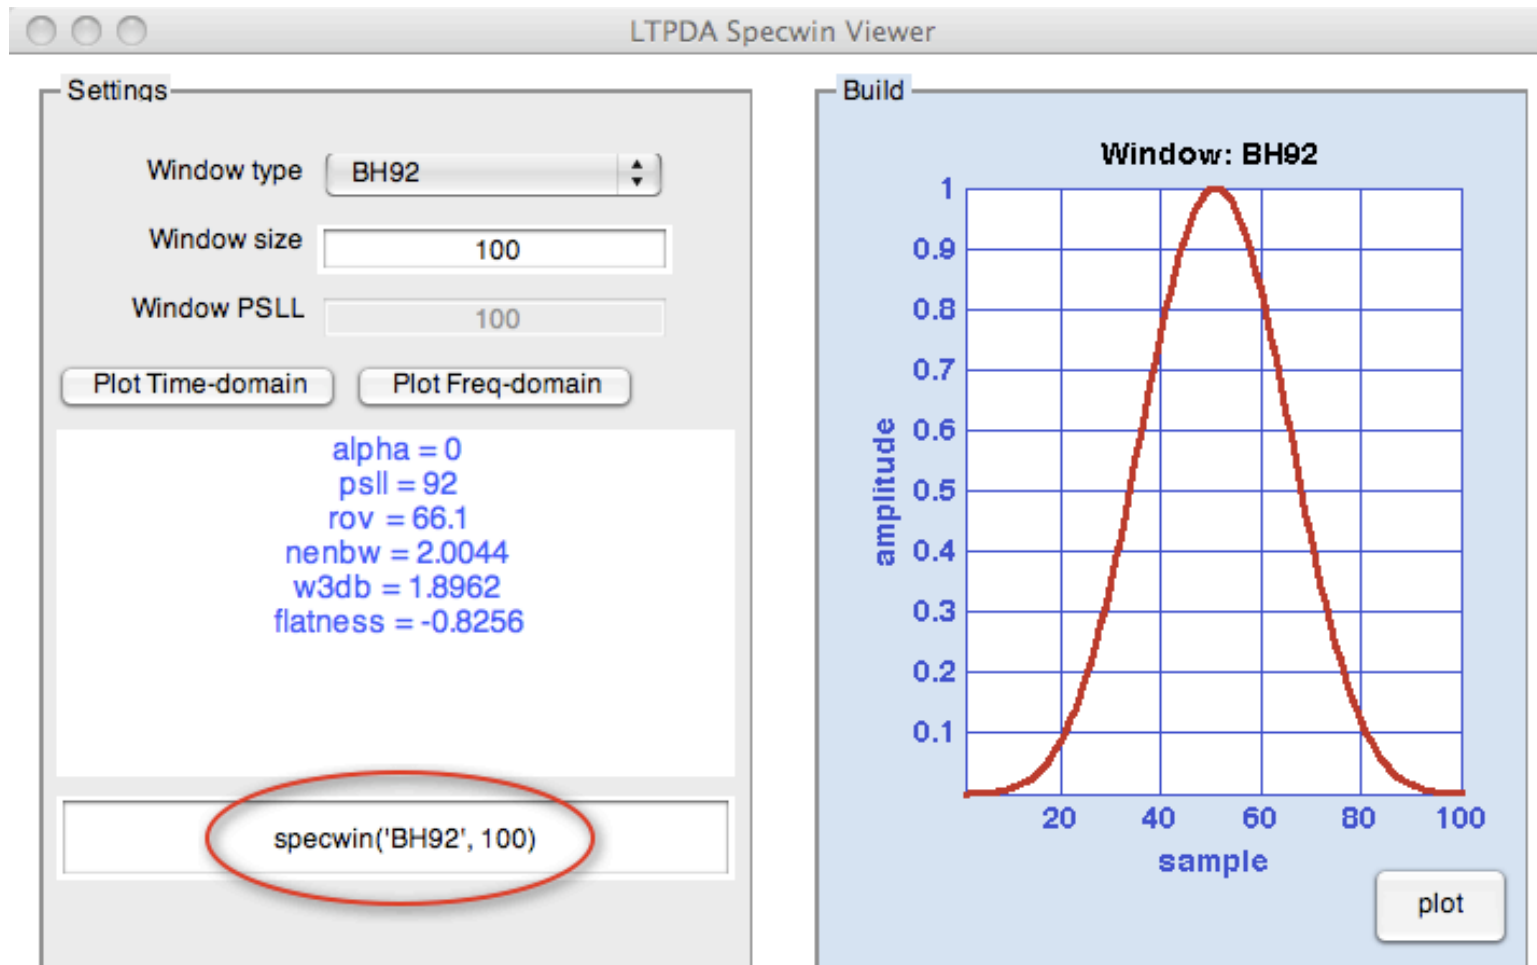 LTPDA Specwin Viewer
Settings
Window type BH92
Window size 100
Window PSLL 100
Plot Time-domain Plot Freq-domain
alpha = 0
psll = 92
rov = 66.1
nenbw = 2.0044
w3db = 1.8962
flatness = -0.8256
specwin('BH92', 100)
Build
Window: BH92
1
0.9
0.8
0.7
0.6
0.5
0.4
0.3
0.2
0.1
amplitude
20 40 60 80 100
sample
plot